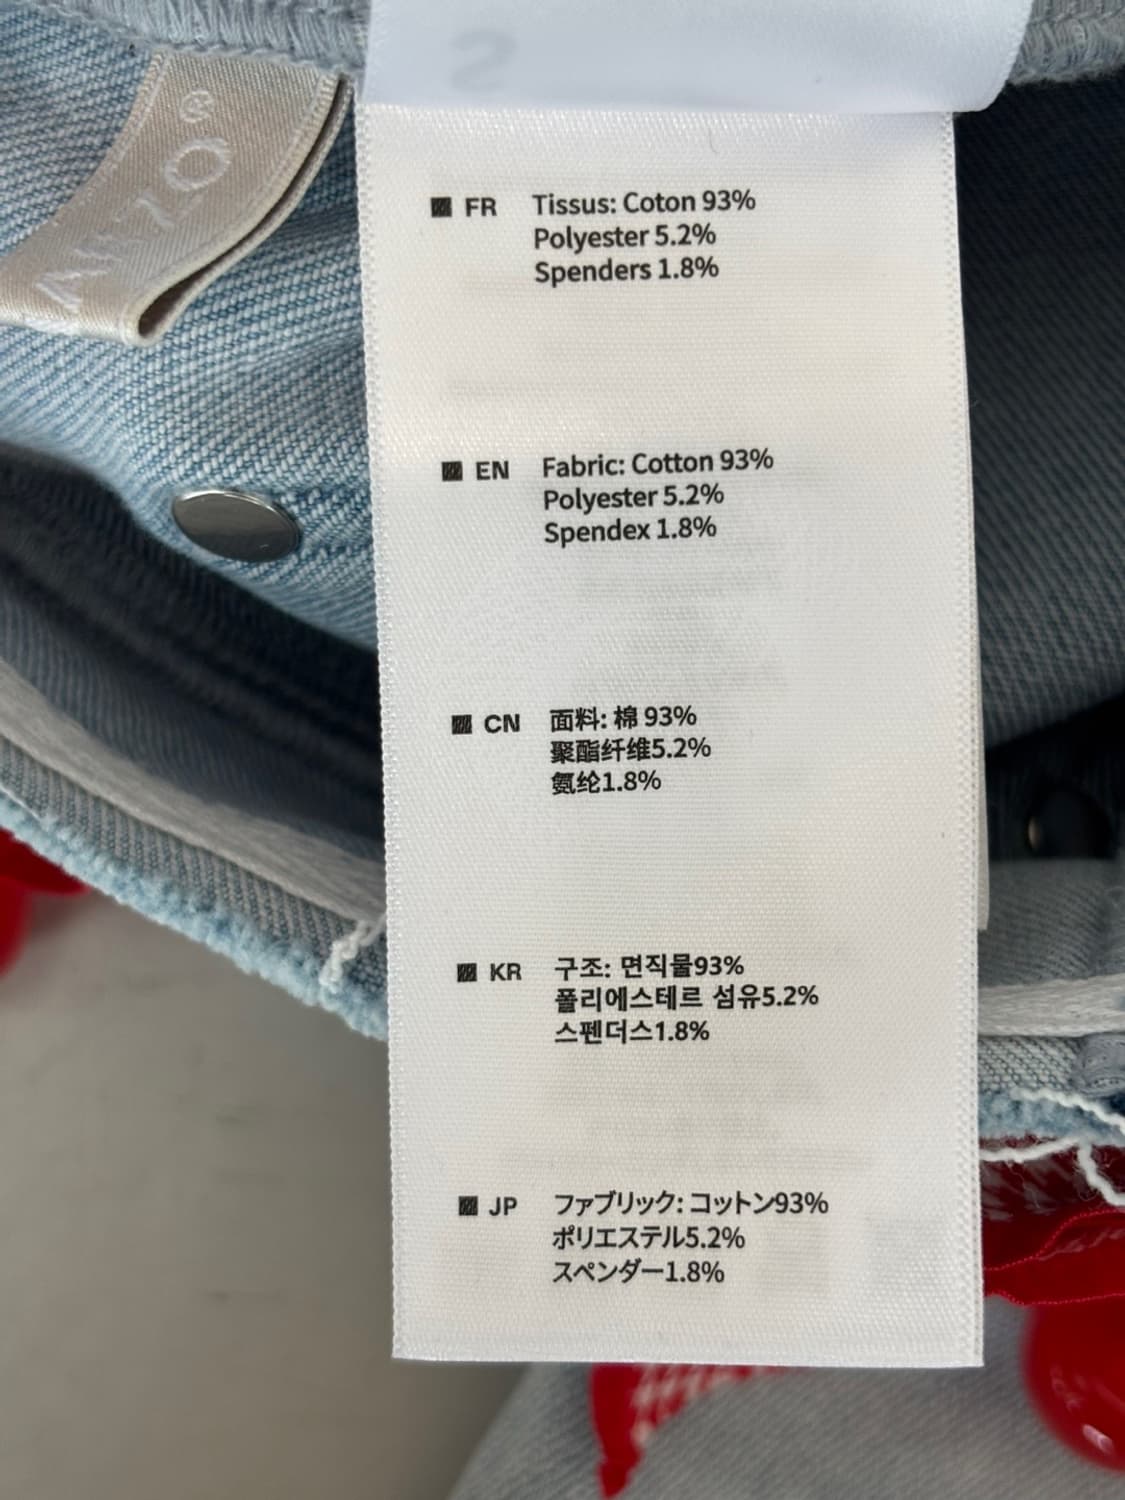 S
FR Tissus: Coton 93%
Polyester 5.2%
Spenders 1.8%
EN Fabric: Cotton 93%
Polyester 5.2%
Spendex 1.8%
CN 面料: 棉 93%
聚酯纤维5.2%
氨纶1.8%
KR 구조: 면직물93%
폴리에스테르 섬유5.2%
스펜더스1.8%
JP ファブリック: コットン93%
ポリエステル5.2%
スペンダー1.8%